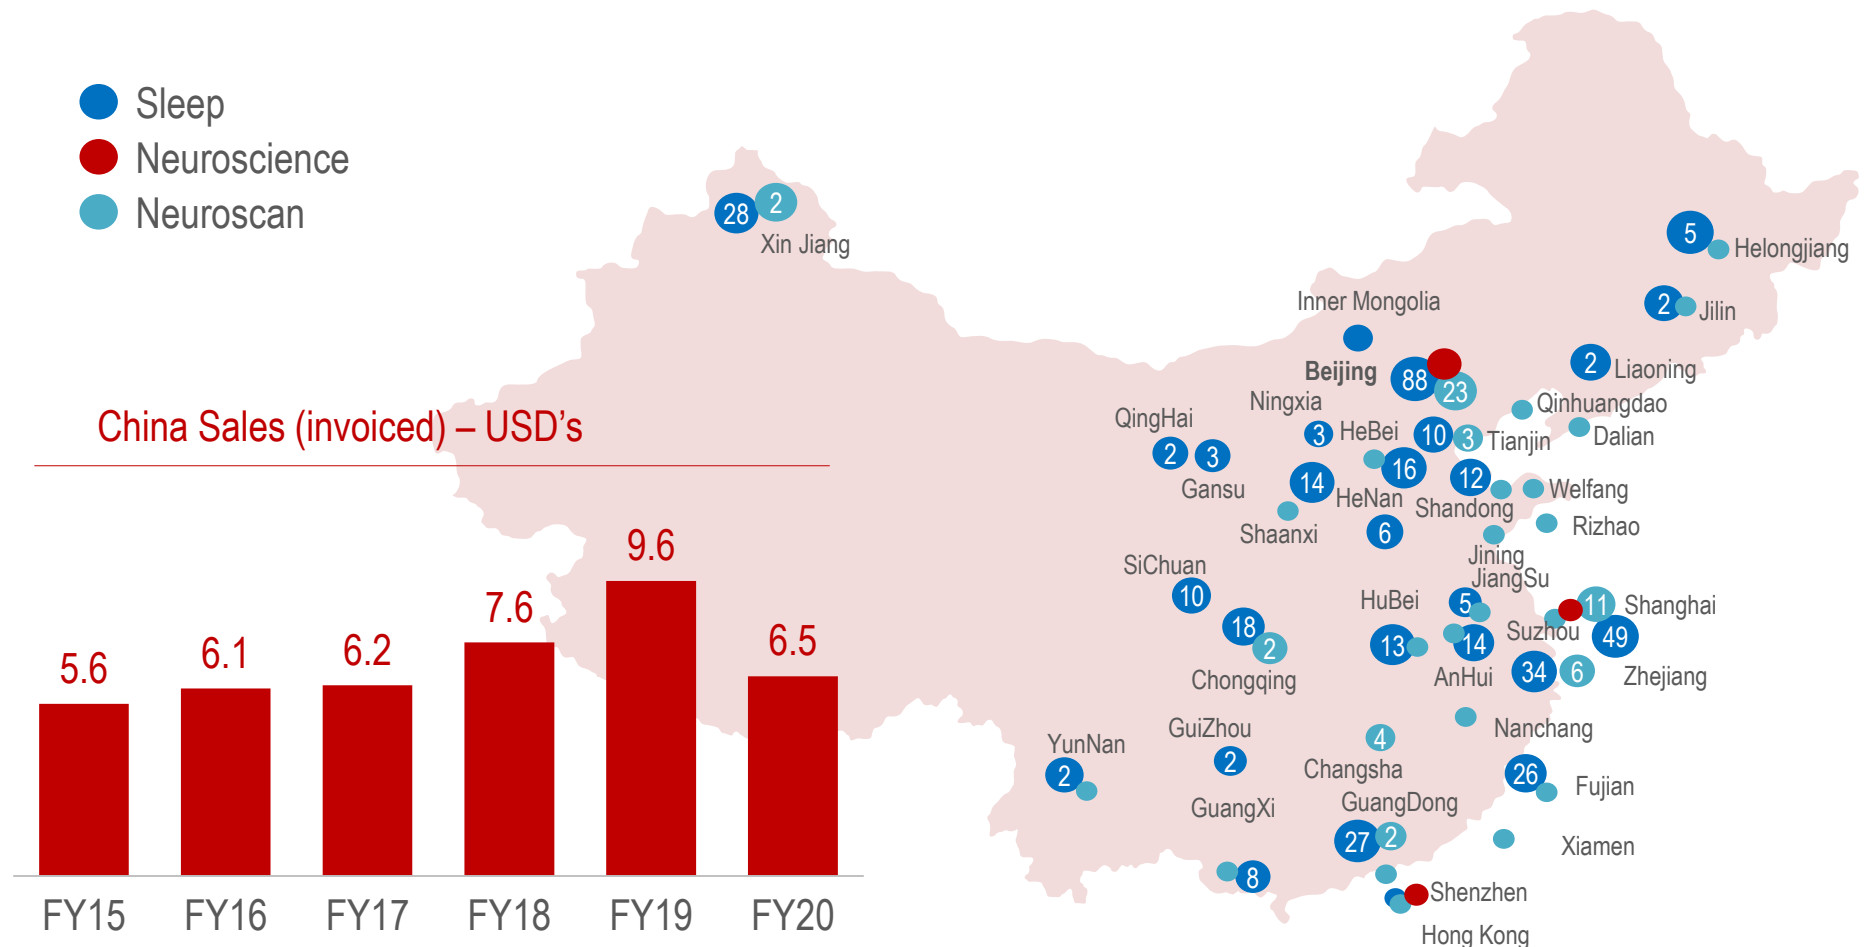 Sleep
Neuroscience
Neuroscan
28
2
Xin Jiang
5
Helongjiang
2
Jilin
Inner Mongolia
Beijing
88
23
2
Liaoning
Qinhuangdao
Dalian
Ningxia
3
HeBei
10
3
Tianjin
QingHai
2
3
Gansu
16
14
HeNan
12
Shandong
Welfang
Rizhao
Shaanxi
6
Jining
JiangSu
SiChuan
10
HuBei
5
11
Shanghai
Suzhou
49
18
2
Chongqing
13
14
AnHui
34
6
Zhejiang
Nanchang
YunNan
2
GuiZhou
2
GuangXi
4
Changsha
GuangDong
27
2
26
Fujian
Xiamen
8
Shenzhen
Hong Kong
China Sales (invoiced) – USD's
5.6
6.1
6.2
7.6
9.6
6.5
FY15 FY16 FY17 FY18 FY19 FY20